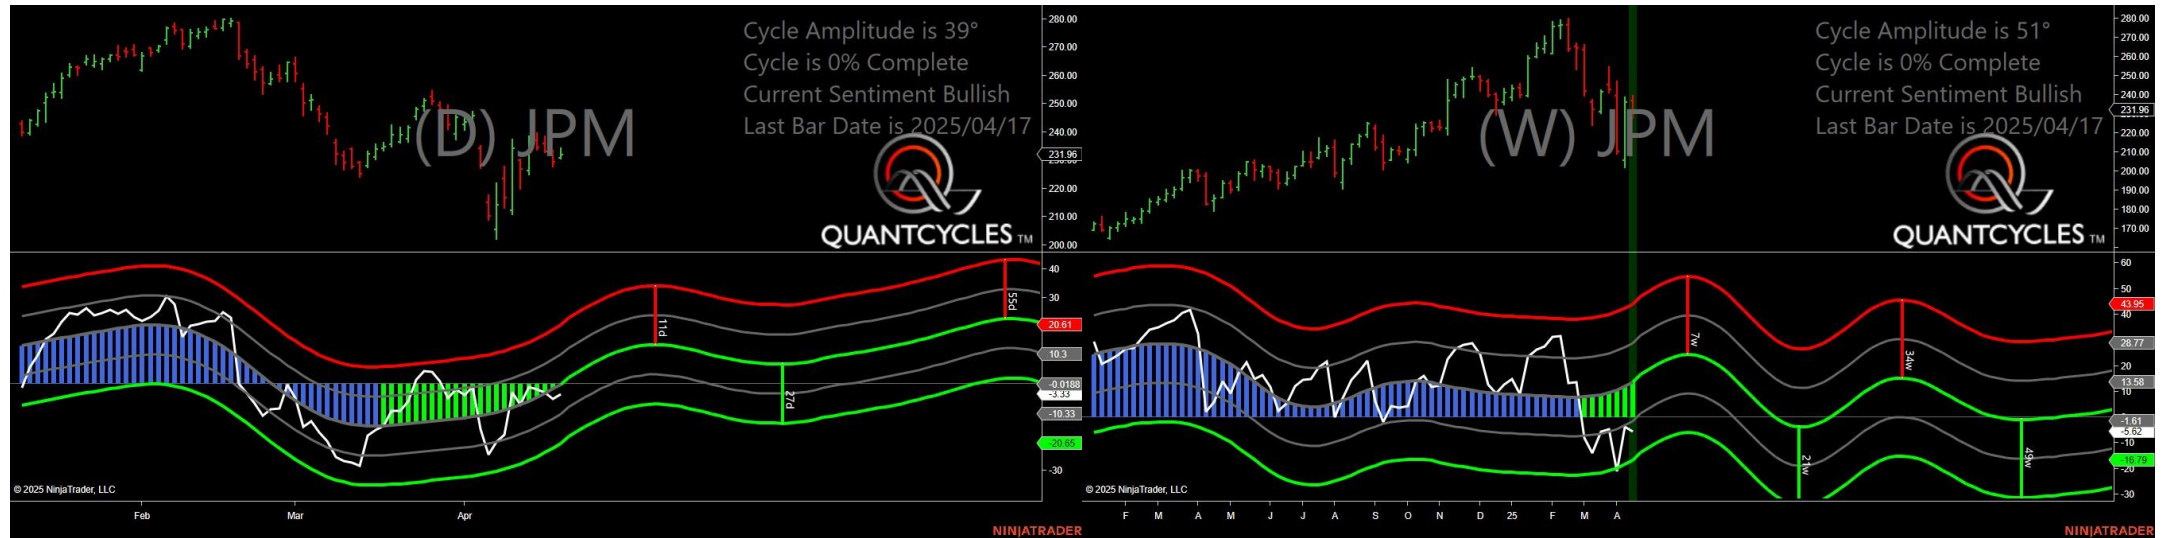 Cycle Amplitude is 39°
Cycle is 0% Complete
Current Sentiment Bullish
Last Bar Date is 2025/04/17
(D) JPM
QUANTCYCLES TM
280.00
270.00
260.00
250.00
240.00
231.96
220.00
210.00
200.00
40
30
20.61
10.3
-0.0188
-3.33
-10.33
-20.65
-30
11d
27d
55d
© 2025 NinjaTrader, LLC
Feb Mar Apr
NINJATRADER
Cycle Amplitude is 51°
Cycle is 0% Complete
Current Sentiment Bullish
Last Bar Date is 2025/04/17
(W) JPM
QUANTCYCLES TM
280.00
270.00
260.00
250.00
240.00
231.96
220.00
210.00
200.00
190.00
180.00
170.00
60
50
43.95
40
28.77
20
13.58
10
-1.61
-5.62
-10
-16.79
-20
-30
7w
21w
34w
49w
© 2025 NinjaTrader, LLC
F M A M J J A S O N D 25 F M A
NINJATRADER